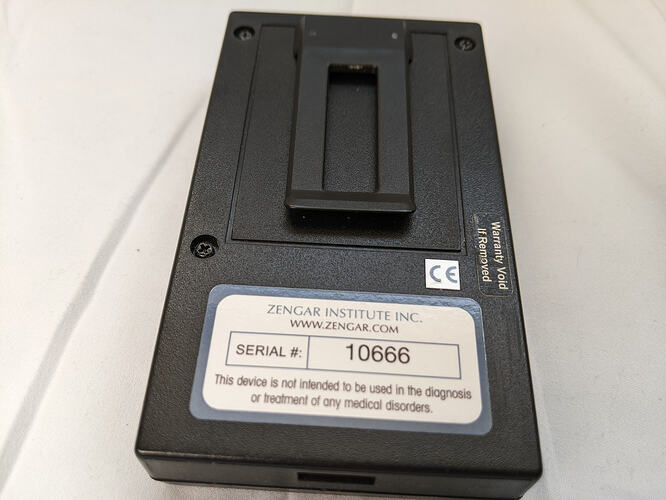 Warranty Void
If Removed
CE
ZENGAR INSTITUTE INC.
WWW.ZENGAR.COM
SERIAL #: 10666
This device is not intended to be used in the diagnosis
or treatment of any medical disorders.